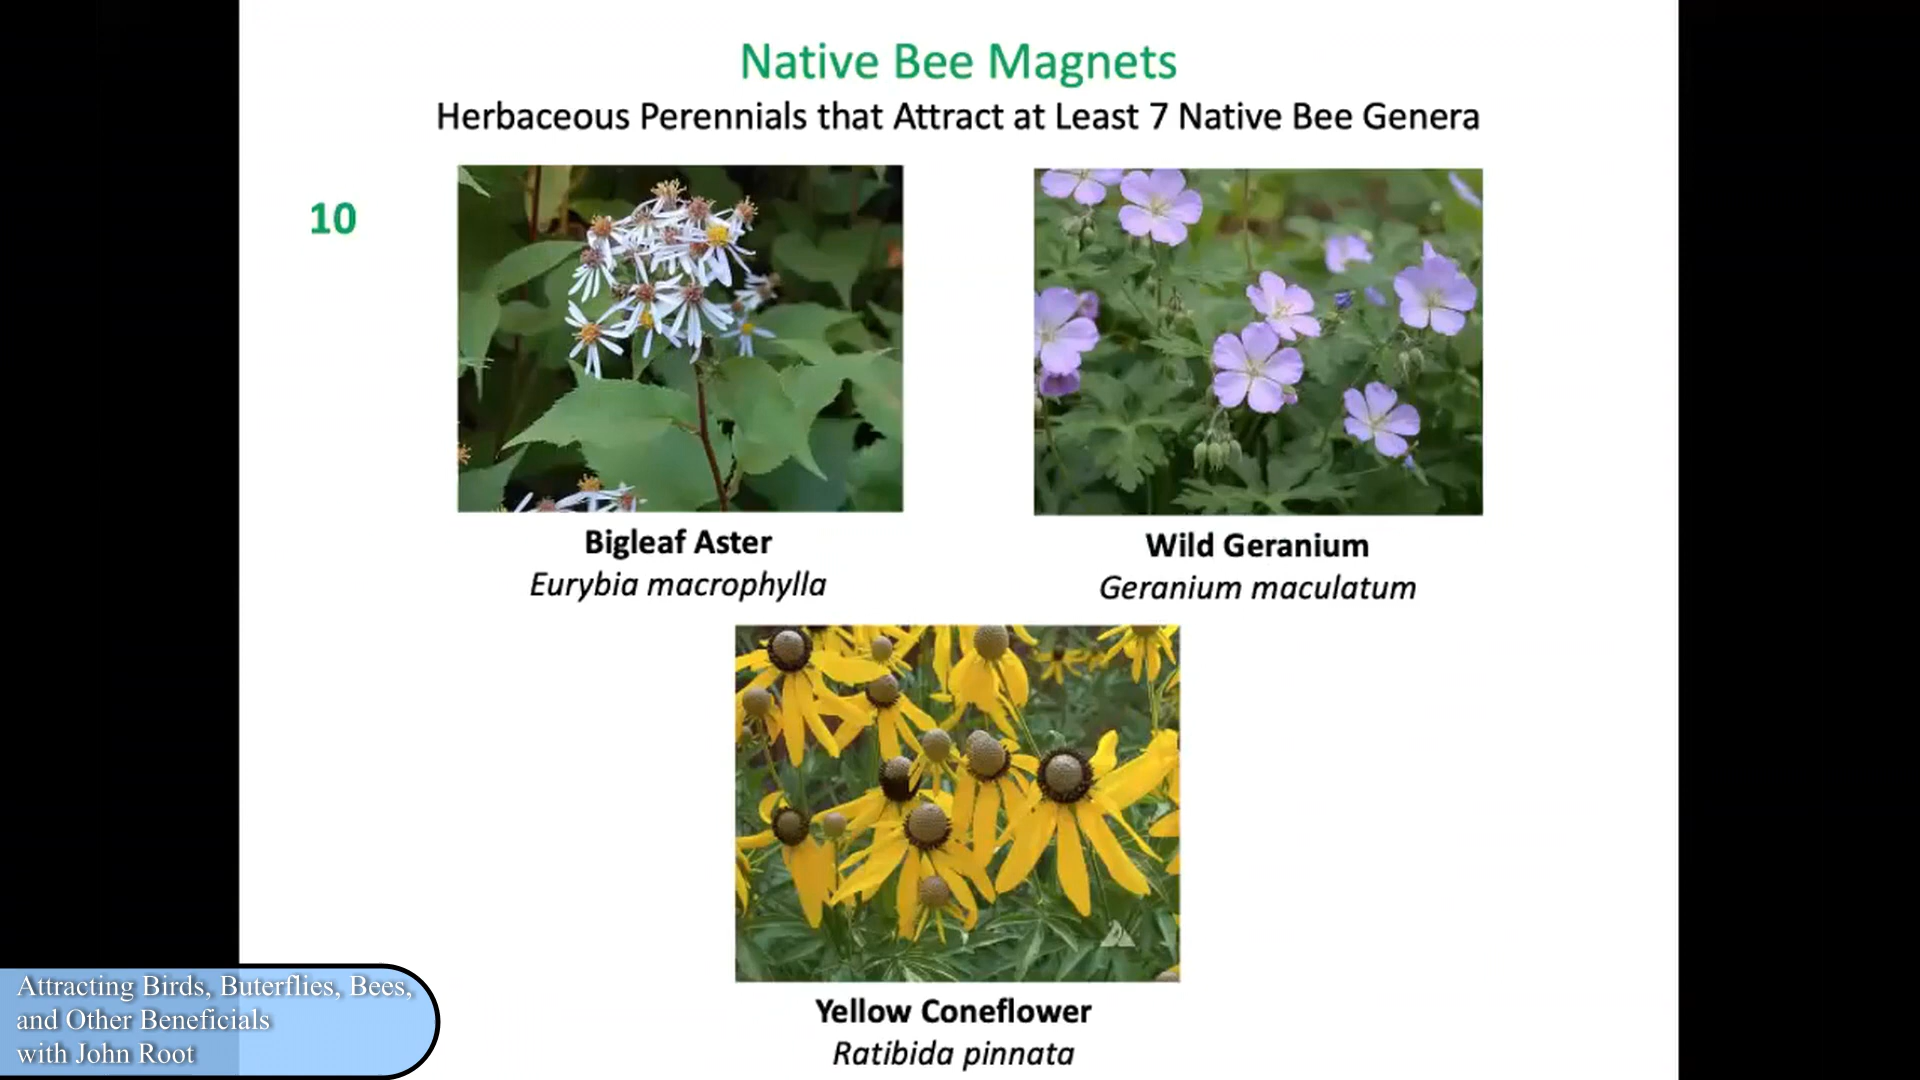 Native Bee Magnets
Herbaceous Perennials that Attract at Least 7 Native Bee Genera
10
Bigleaf Aster
Eurybia macrophylla
Wild Geranium
Geranium maculatum
Yellow Coneflower
Ratibida pinnata
Attracting Birds, Buterflies, Bees,
and Other Beneficials
with John Root